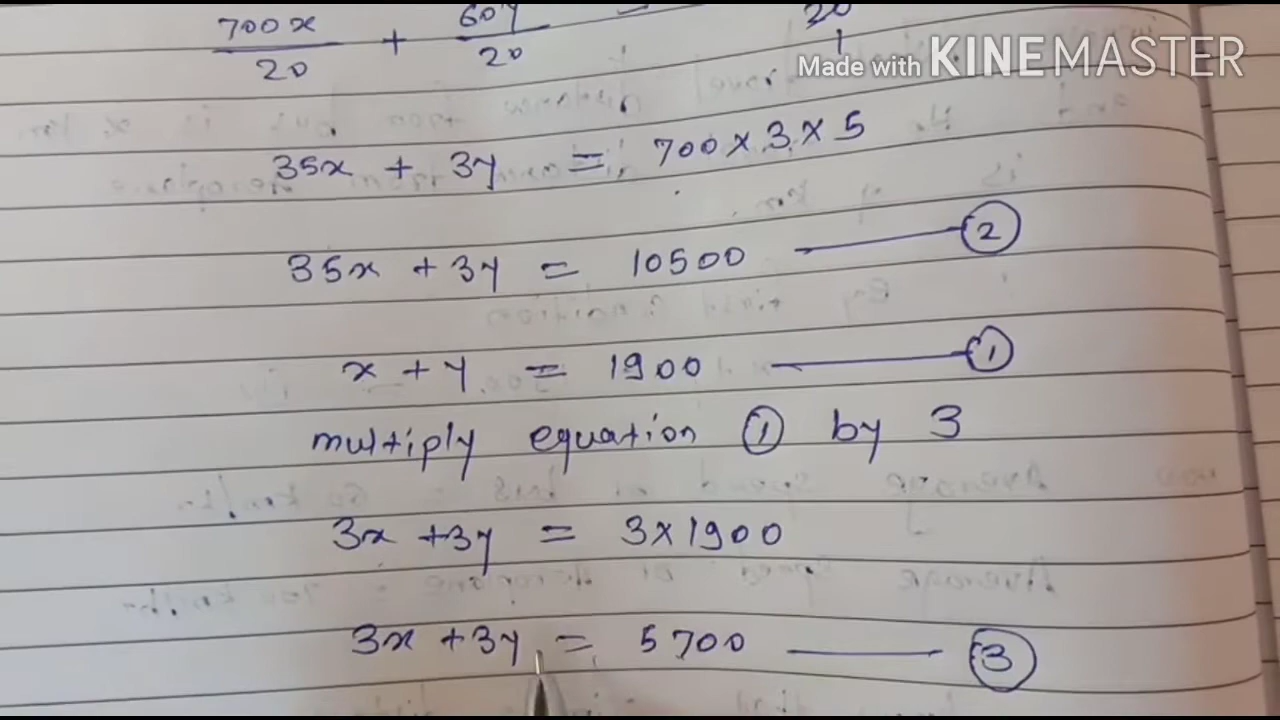 700x/20 + 60y/20 = 20
Made with KINEMASTER
35x + 3y = 700 x 3 x 5
35x + 3y = 10500 —— ②
x + y = 1900 —— ①
multiply equation ① by 3
3x + 3y = 3 x 1900
3x + 3y = 5700 —— ③